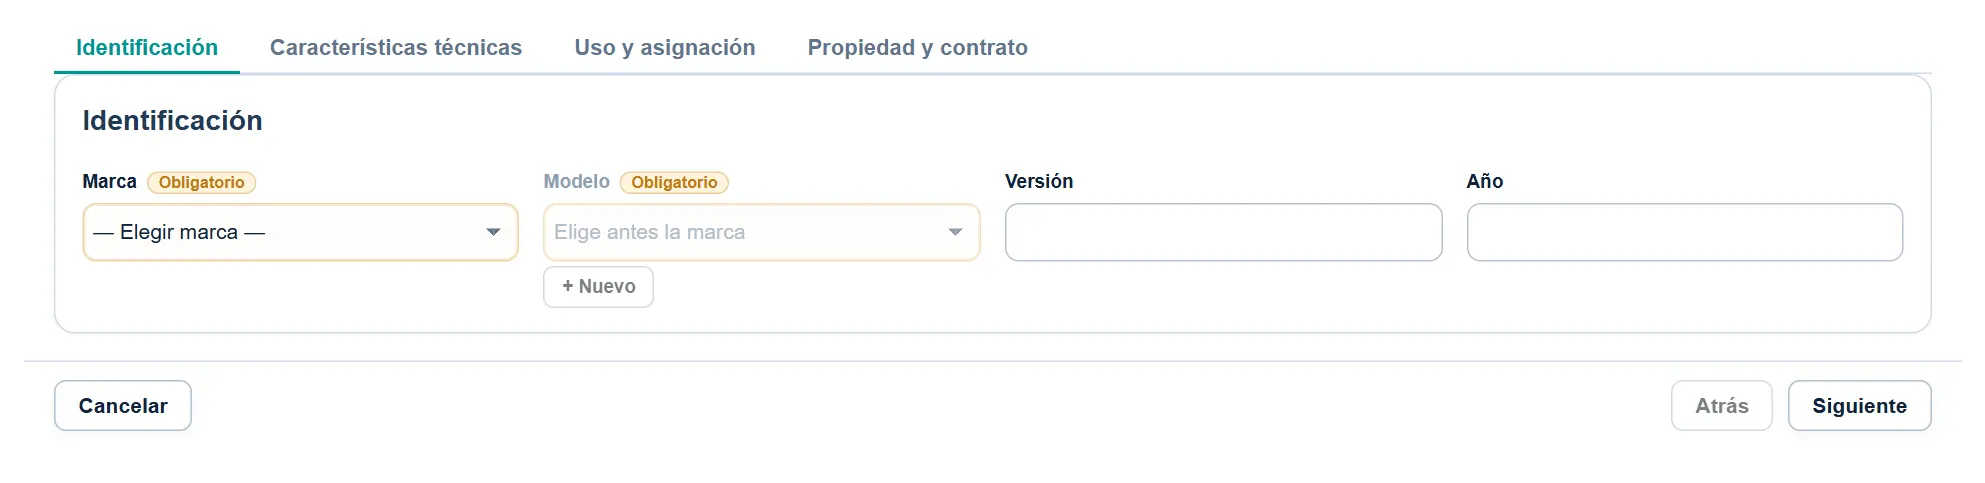 Identificación Características técnicas Uso y asignación Propiedad y contrato
Identificación
Marca Obligatorio Modelo Obligatorio Versión Año
— Elegir marca — Elige antes la marca
+ Nuevo
Cancelar Atrás Siguiente